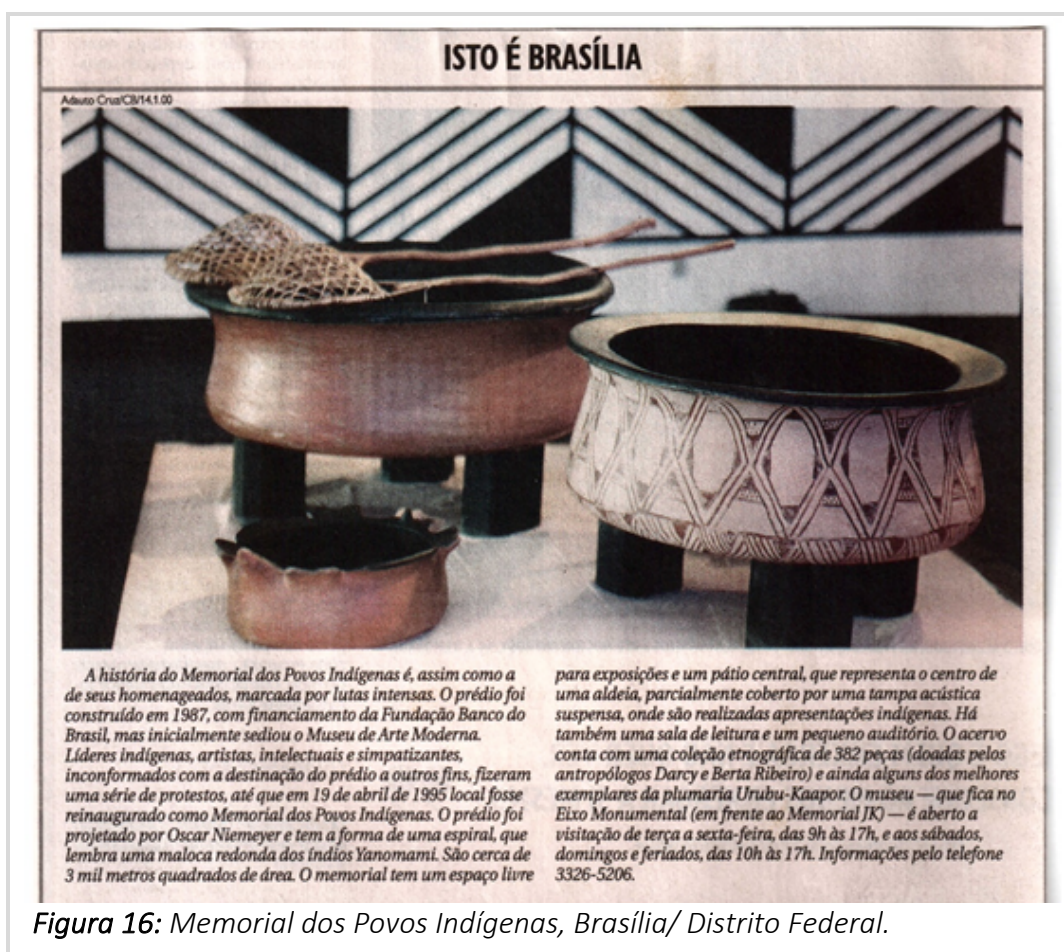 ISTO É BRASÍLIA
Adauto Cruz/CB/14.1.00
A história do Memorial dos Povos Indígenas é, assim como a
de seus homenageados, marcada por lutas intensas. O prédio foi
construído em 1987, com financiamento da Fundação Banco do
Brasil, mas inicialmente sediou o Museu de Arte Moderna.
Líderes indígenas, artistas, intelectuais e simpatizantes,
inconformados com a destinação do prédio a outros fins, fizeram
uma série de protestos, até que em 19 de abril de 1995 local fosse
reinaugurado como Memorial dos Povos Indígenas. O prédio foi
projetado por Oscar Niemeyer e tem a forma de uma espiral, que
lembra uma maloca redonda dos índios Yanomami. São cerca de
3 mil metros quadrados de área. O memorial tem um espaço livre
para exposições e um pátio central, que representa o centro de
uma aldeia, parcialmente coberto por uma tampa acústica
suspensa, onde são realizadas apresentações indígenas. Há
também uma sala de leitura e um pequeno auditório. O acervo
conta com uma coleção etnográfica de 382 peças (doadas pelos
antropólogos Darcy e Berta Ribeiro) e ainda alguns dos melhores
exemplares da plumaria Urubu-Kaapor. O museu — que fica no
Eixo Monumental (em frente ao Memorial JK) — é aberto a
visitação de terça a sexta-feira, das 9h às 17h, e aos sábados,
domingos e feriados, das 10h às 17h. Informações pelo telefone
3326-5206.
Figura 16: Memorial dos Povos Indígenas, Brasília/ Distrito Federal.